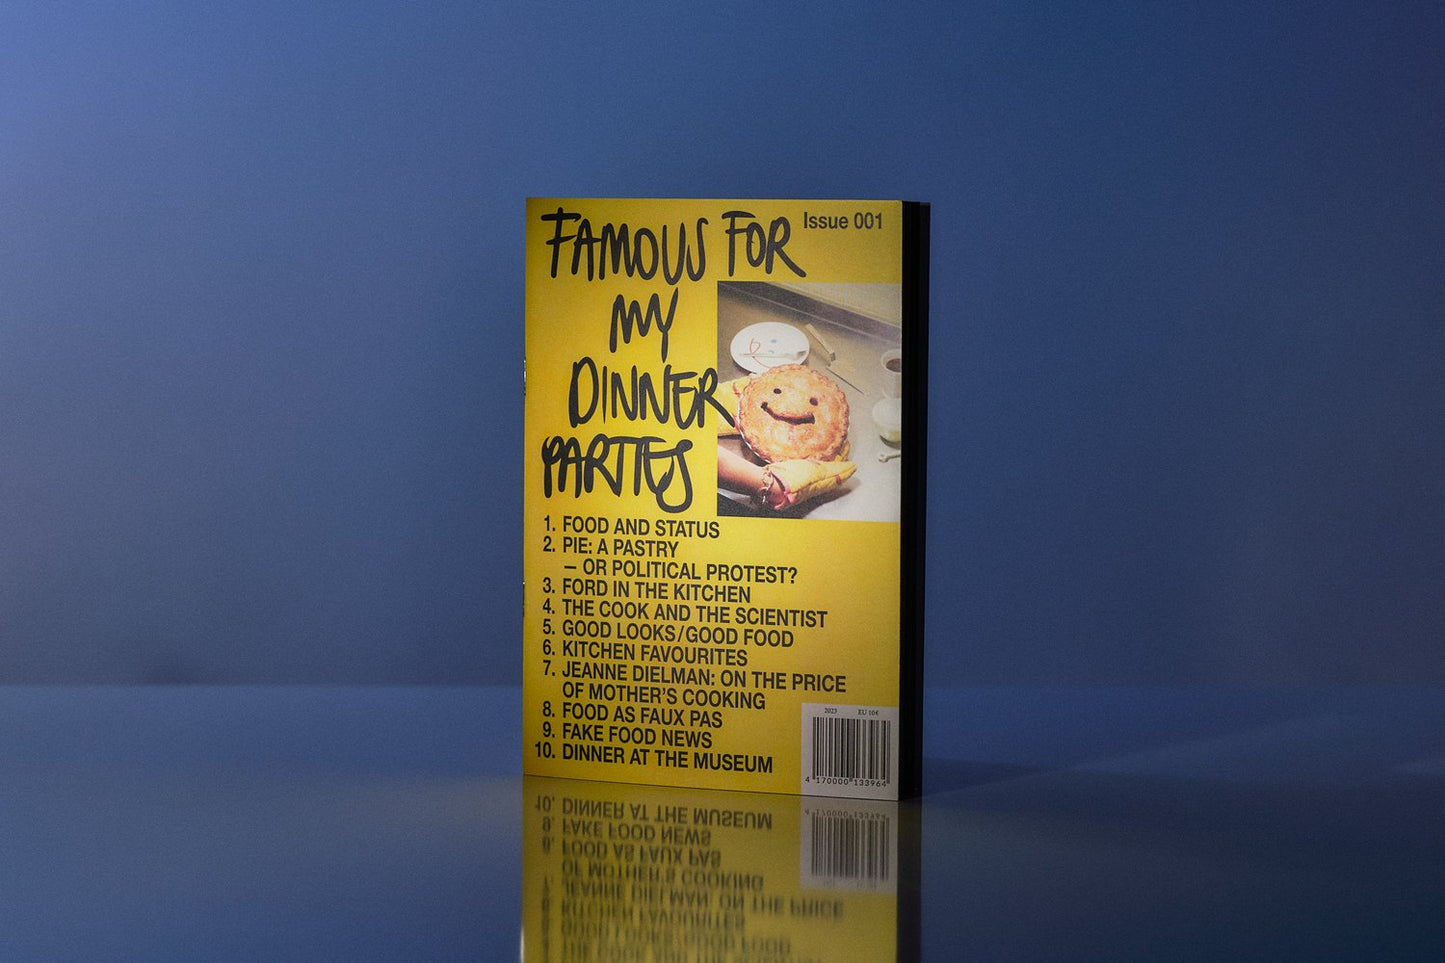 FAMOUS FOR
MY
DINNER
PARTIES
Issue 001
1. FOOD AND STATUS
2. PIE: A PASTRY
– OR POLITICAL PROTEST?
3. FORD IN THE KITCHEN
4. THE COOK AND THE SCIENTIST
5. GOOD LOOKS/GOOD FOOD
6. KITCHEN FAVOURITES
7. JEANNE DIELMAN: ON THE PRICE
OF MOTHER'S COOKING
8. FOOD AS FAUX PAS
9. FAKE FOOD NEWS
10. DINNER AT THE MUSEUM
2023 EU 10€
4 170000 133964